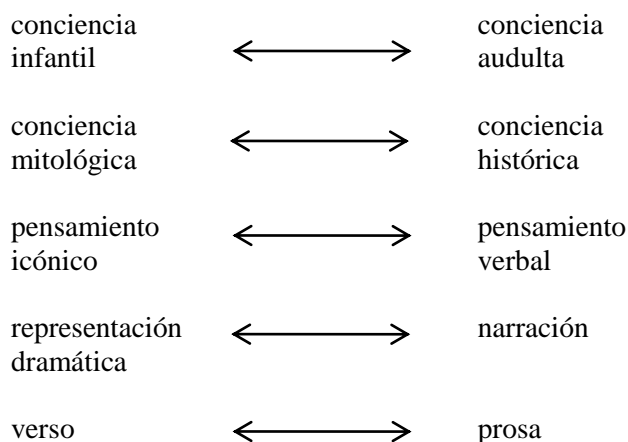 conciencia
infantil
conciencia
audulta
conciencia
mitológica
conciencia
histórica
pensamiento
icónico
pensamiento
verbal
representación
dramática
narración
verso
prosa